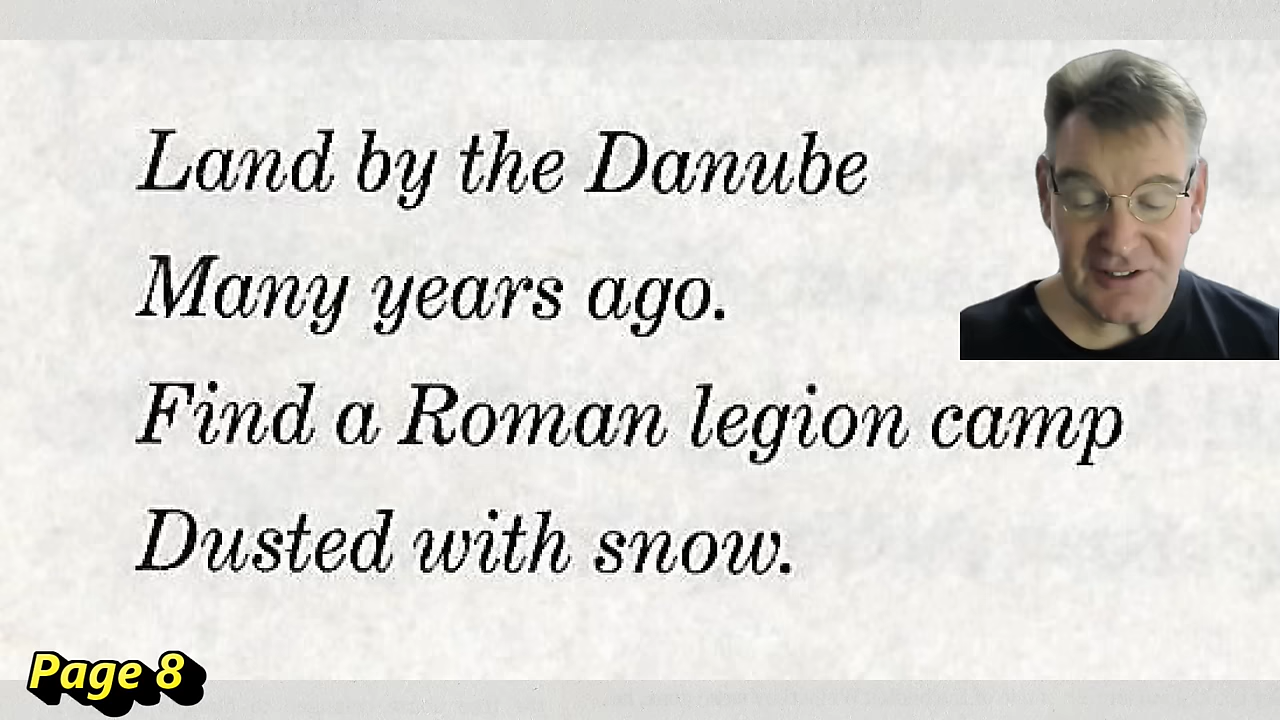 Land by the Danube
Many years ago.
Find a Roman legion camp
Dusted with snow.
Page 8